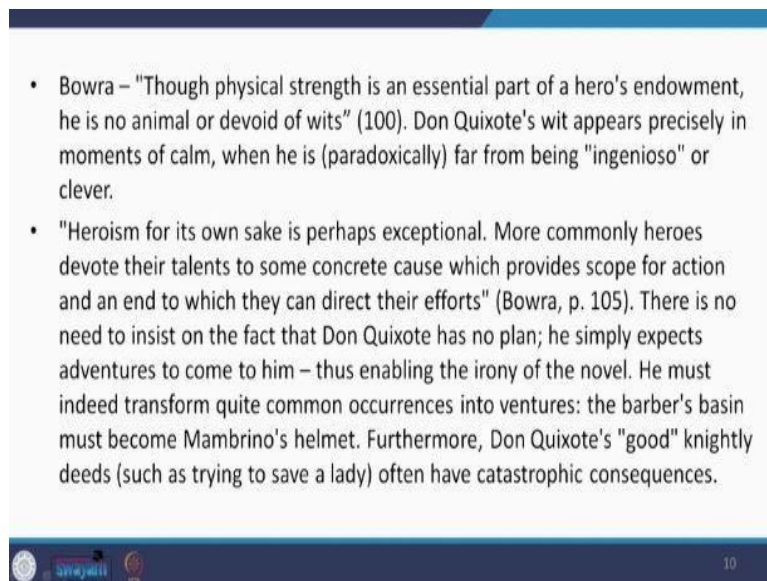 • Bowra – "Though physical strength is an essential part of a hero's endowment,
he is no animal or devoid of wits” (100). Don Quixote's wit appears precisely in
moments of calm, when he is (paradoxically) far from being "ingenioso" or
clever.
• "Heroism for its own sake is perhaps exceptional. More commonly heroes
devote their talents to some concrete cause which provides scope for action
and an end to which they can direct their efforts" (Bowra, p. 105). There is no
need to insist on the fact that Don Quixote has no plan; he simply expects
adventures to come to him – thus enabling the irony of the novel. He must
indeed transform quite common occurrences into ventures: the barber's basin
must become Mambrino's helmet. Furthermore, Don Quixote's "good" knightly
deeds (such as trying to save a lady) often have catastrophic consequences.
swayam
10